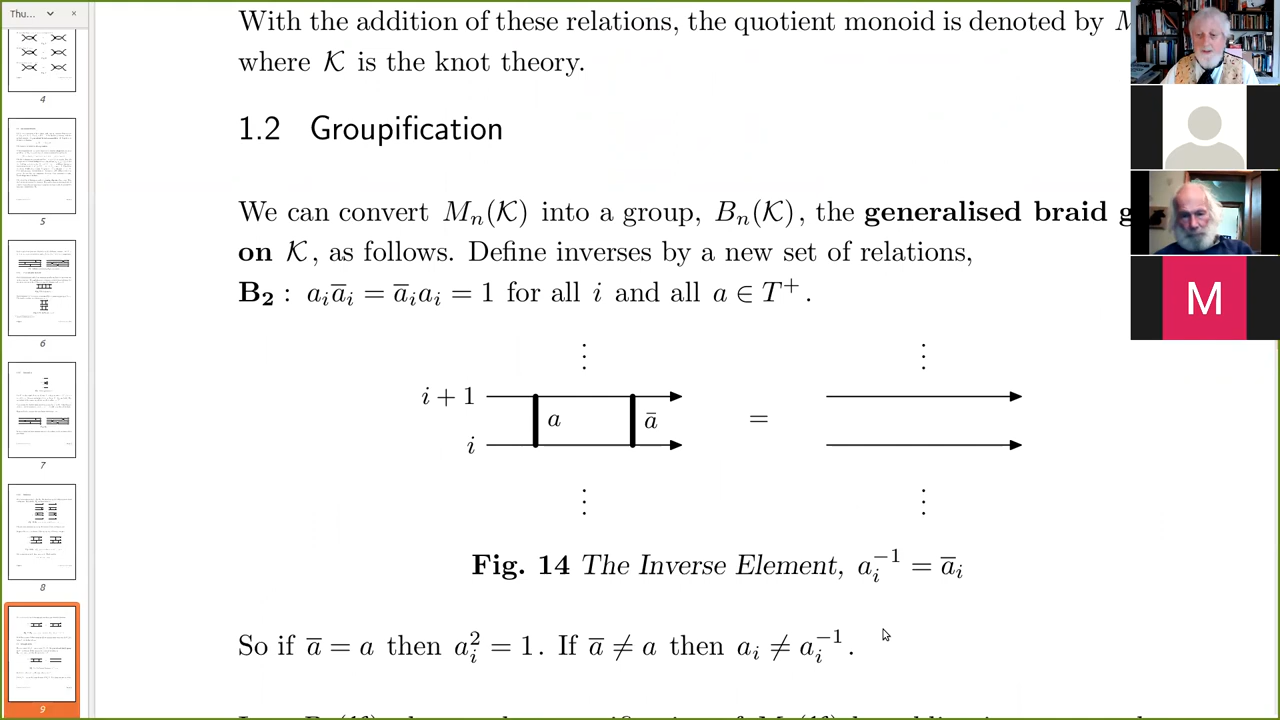 Thu...
With the addition of these relations, the quotient monoid is denoted by M
where 𝒦 is the knot theory.
1.2 Groupification
We can convert Mₙ(𝒦) into a group, Bₙ(𝒦), the generalised braid g
on 𝒦, as follows. Define inverses by a new set of relations,
B₂ : aᵢa̅ᵢ = a̅ᵢaᵢ = 1 for all i and all a ∈ T⁺.
i + 1
a
a̅
=
i
Fig. 14 The Inverse Element, aᵢ⁻¹ = a̅ᵢ
So if a̅ = a then aᵢ² = 1. If a̅ ≠ a then aᵢ ≠ aᵢ⁻¹.
4
5
6
7
8
9
M